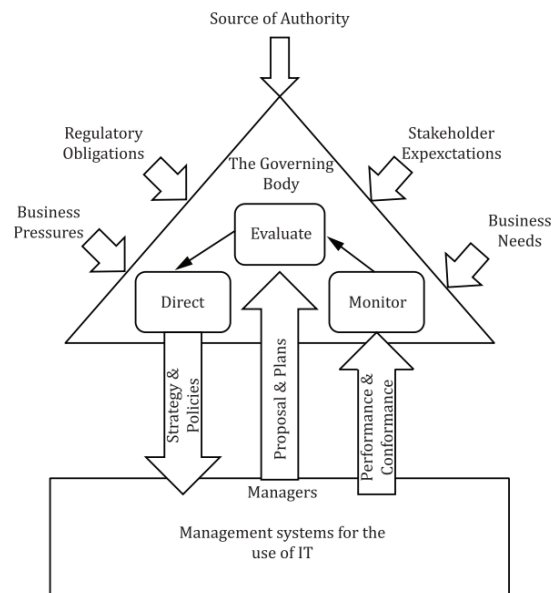 Source of Authority
Regulatory
Obligations
Stakeholder
Expexctations
The Governing
Body
Business
Pressures
Evaluate
Business
Needs
Direct
Monitor
Strategy &
Policies
Proposal & Plans
Performance &
Conformance
Managers
Management systems for the
use of IT